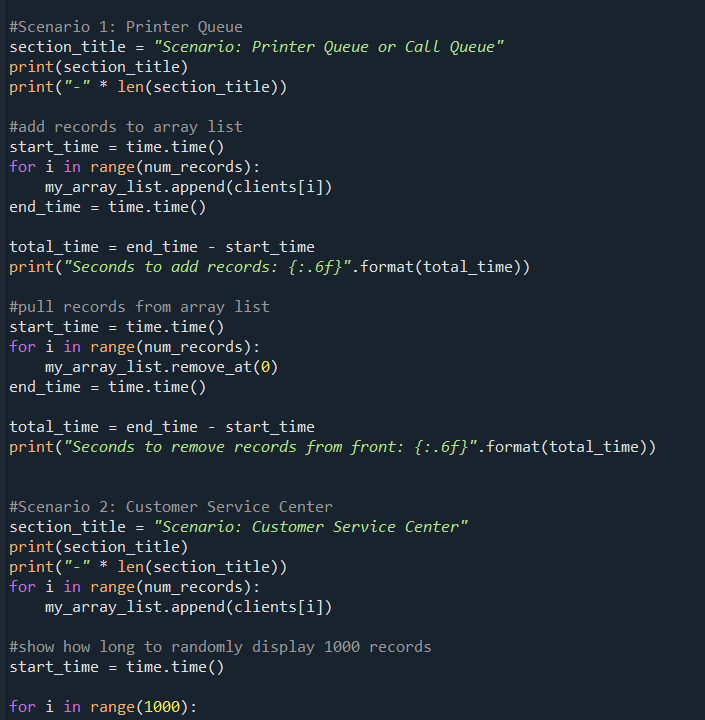 #Scenario 1: Printer Queue
section_title = "Scenario: Printer Queue or Call Queue"
print(section_title)
print("-" * len(section_title))

#add records to array list
start_time = time.time()
for i in range(num_records):
    my_array_list.append(clients[i])
end_time = time.time()

total_time = end_time - start_time
print("Seconds to add records: {:.6f}".format(total_time))

#pull records from array list
start_time = time.time()
for i in range(num_records):
    my_array_list.remove_at(0)
end_time = time.time()

total_time = end_time - start_time
print("Seconds to remove records from front: {:.6f}".format(total_time))


#Scenario 2: Customer Service Center
section_title = "Scenario: Customer Service Center"
print(section_title)
print("-" * len(section_title))
for i in range(num_records):
    my_array_list.append(clients[i])

#show how long to randomly display 1000 records
start_time = time.time()

for i in range(1000):